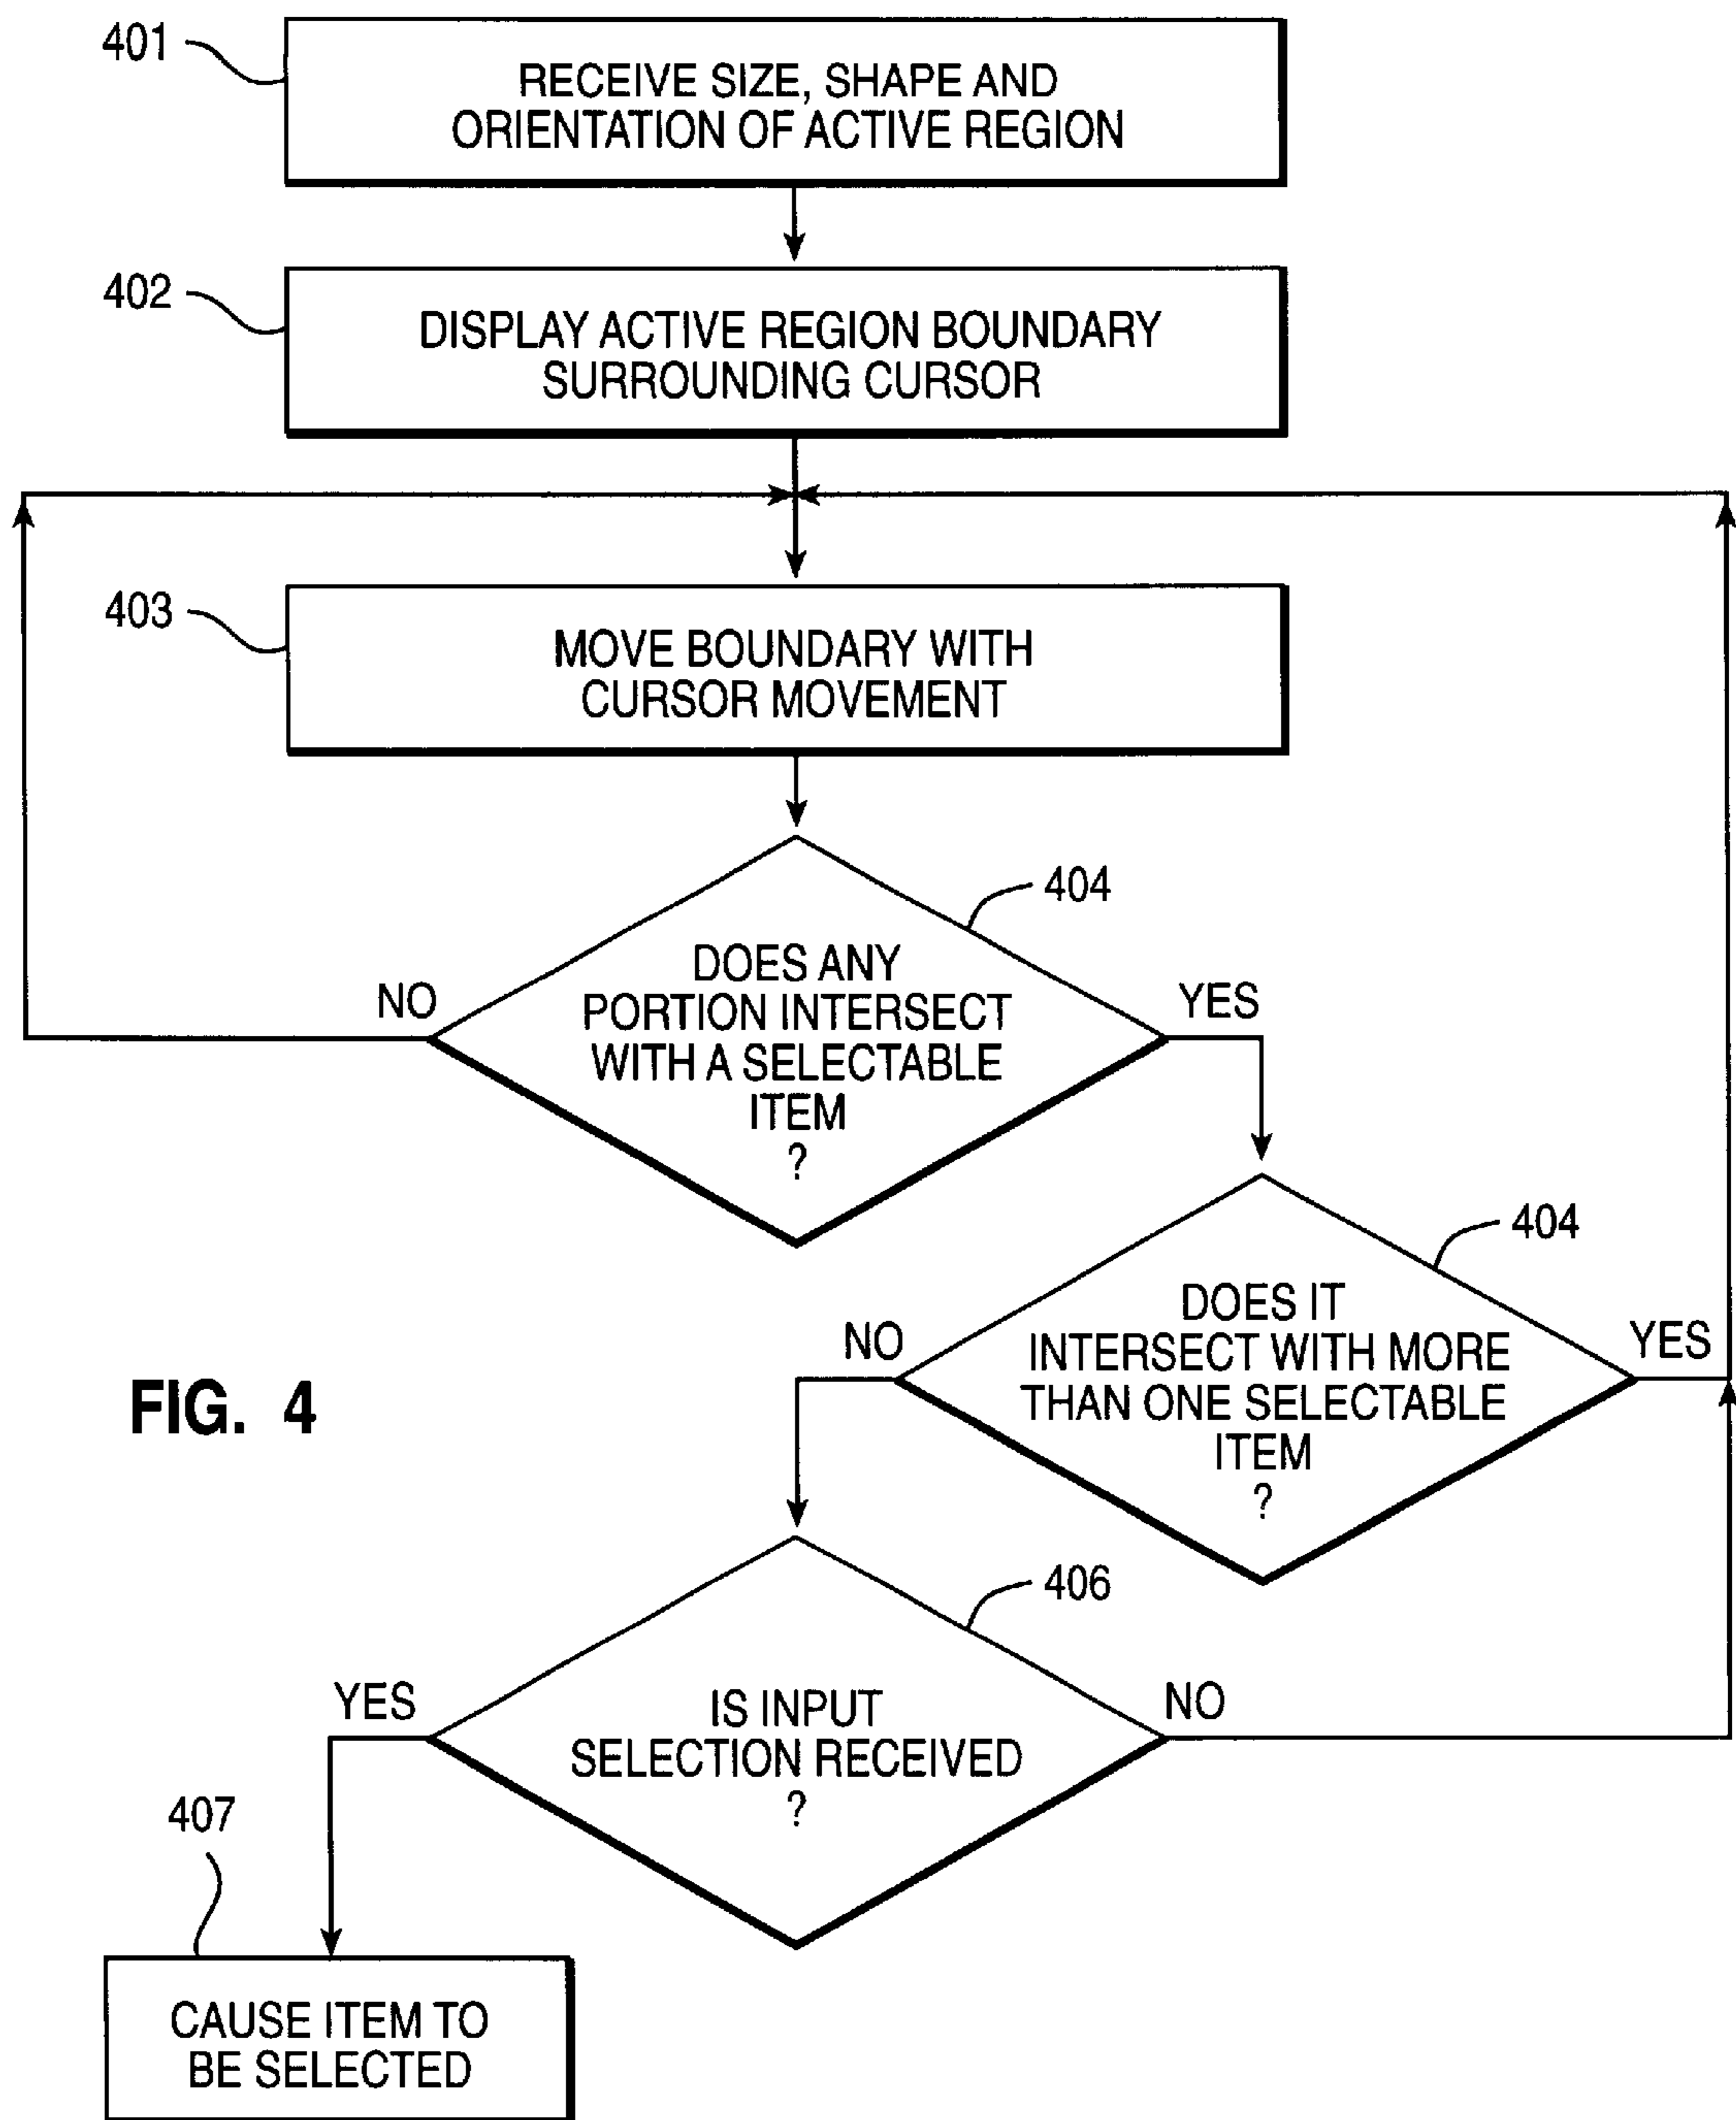 401
RECEIVE SIZE, SHAPE AND
ORIENTATION OF ACTIVE REGION
402
DISPLAY ACTIVE REGION BOUNDARY
SURROUNDING CURSOR
403
MOVE BOUNDARY WITH
CURSOR MOVEMENT
404
DOES ANY
PORTION INTERSECT
WITH A SELECTABLE
ITEM
?
NO
YES
404
DOES IT
INTERSECT WITH MORE
THAN ONE SELECTABLE
ITEM
?
NO
YES
FIG. 4
406
IS INPUT
SELECTION RECEIVED
?
YES
NO
407
CAUSE ITEM TO
BE SELECTED